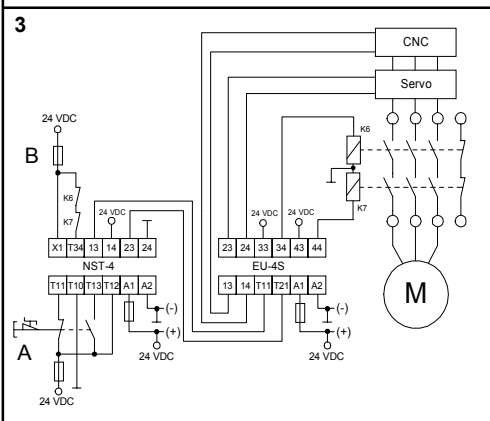 3
CNC
Servo
24 VDC
B
K6
K7
K6
K7
24 VDC
24 VDC
24 VDC
X1 T34 13 14 23 24
NST-4
T11 T10 T13 T12 A1 A2
23 24 33 34 43 44
EU-4S
13 14 T11 T21 A1 A2
M
A
(-)
(+)
24 VDC
(-)
(+)
24 VDC
24 VDC